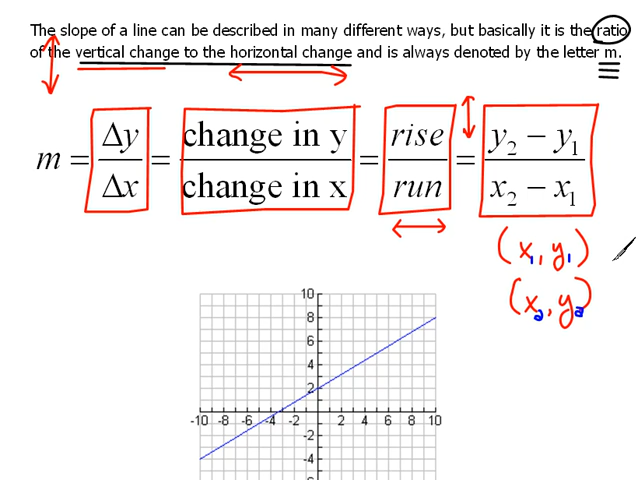 The slope of a line can be described in many different ways, but basically it is the ratio
of the vertical change to the horizontal change and is always denoted by the letter m.
m = Δy/Δx = change in y/change in x = rise/run = y₂ − y₁/x₂ − x₁
(x₁, y₁)
(x₂, y₂)
10
8
6
4
2
-10 -8 -6 -4 -2 2 4 6 8 10
-2
-4